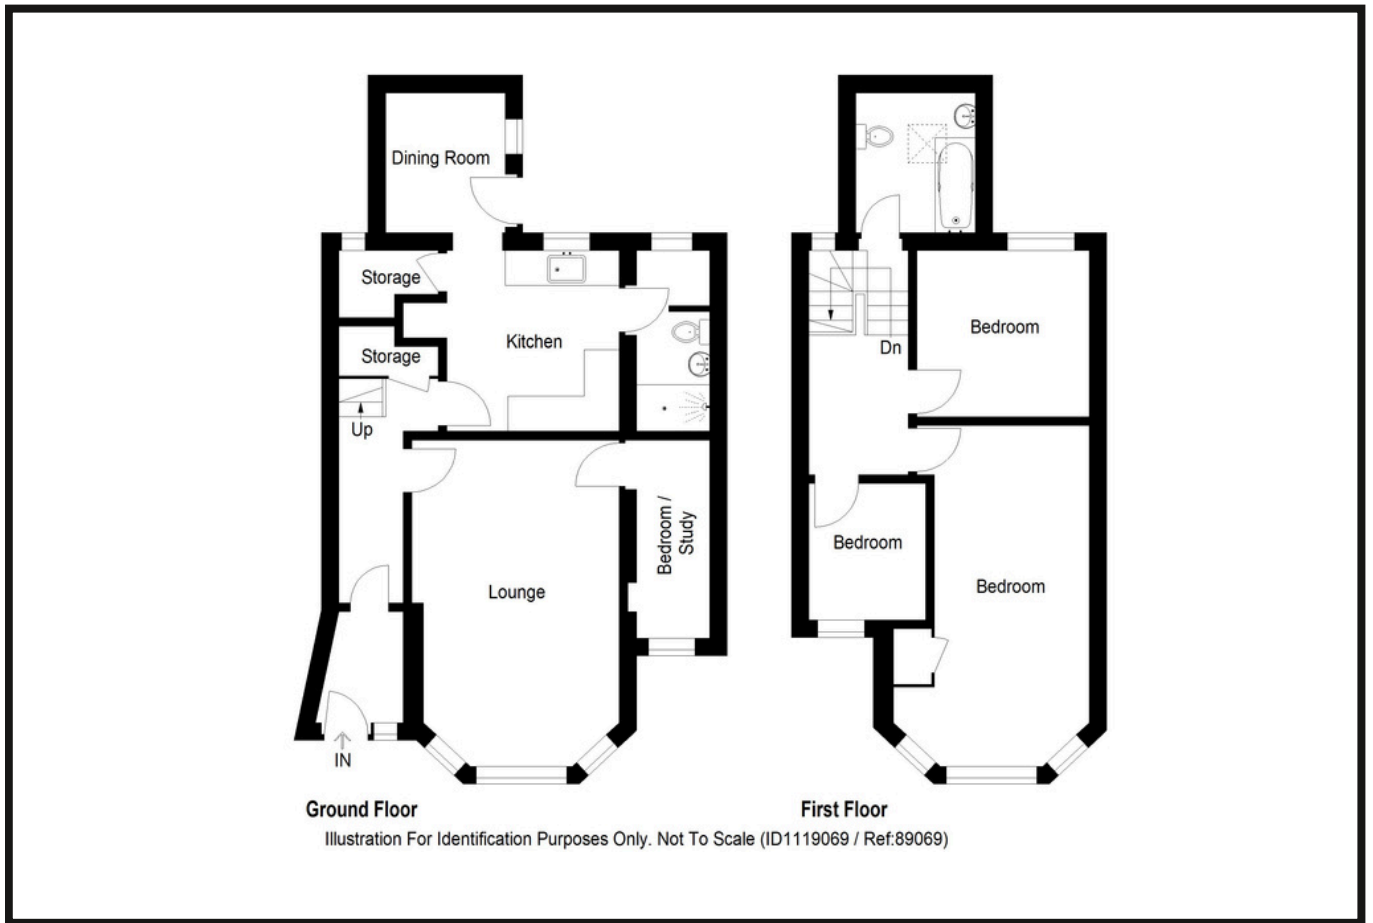 Dining Room
Storage
Kitchen
Storage
Up
Lounge
Bedroom /
Study
IN
Ground Floor
Bedroom
Dn
Bedroom
Bedroom
First Floor
Illustration For Identification Purposes Only. Not To Scale (ID1119069 / Ref:89069)